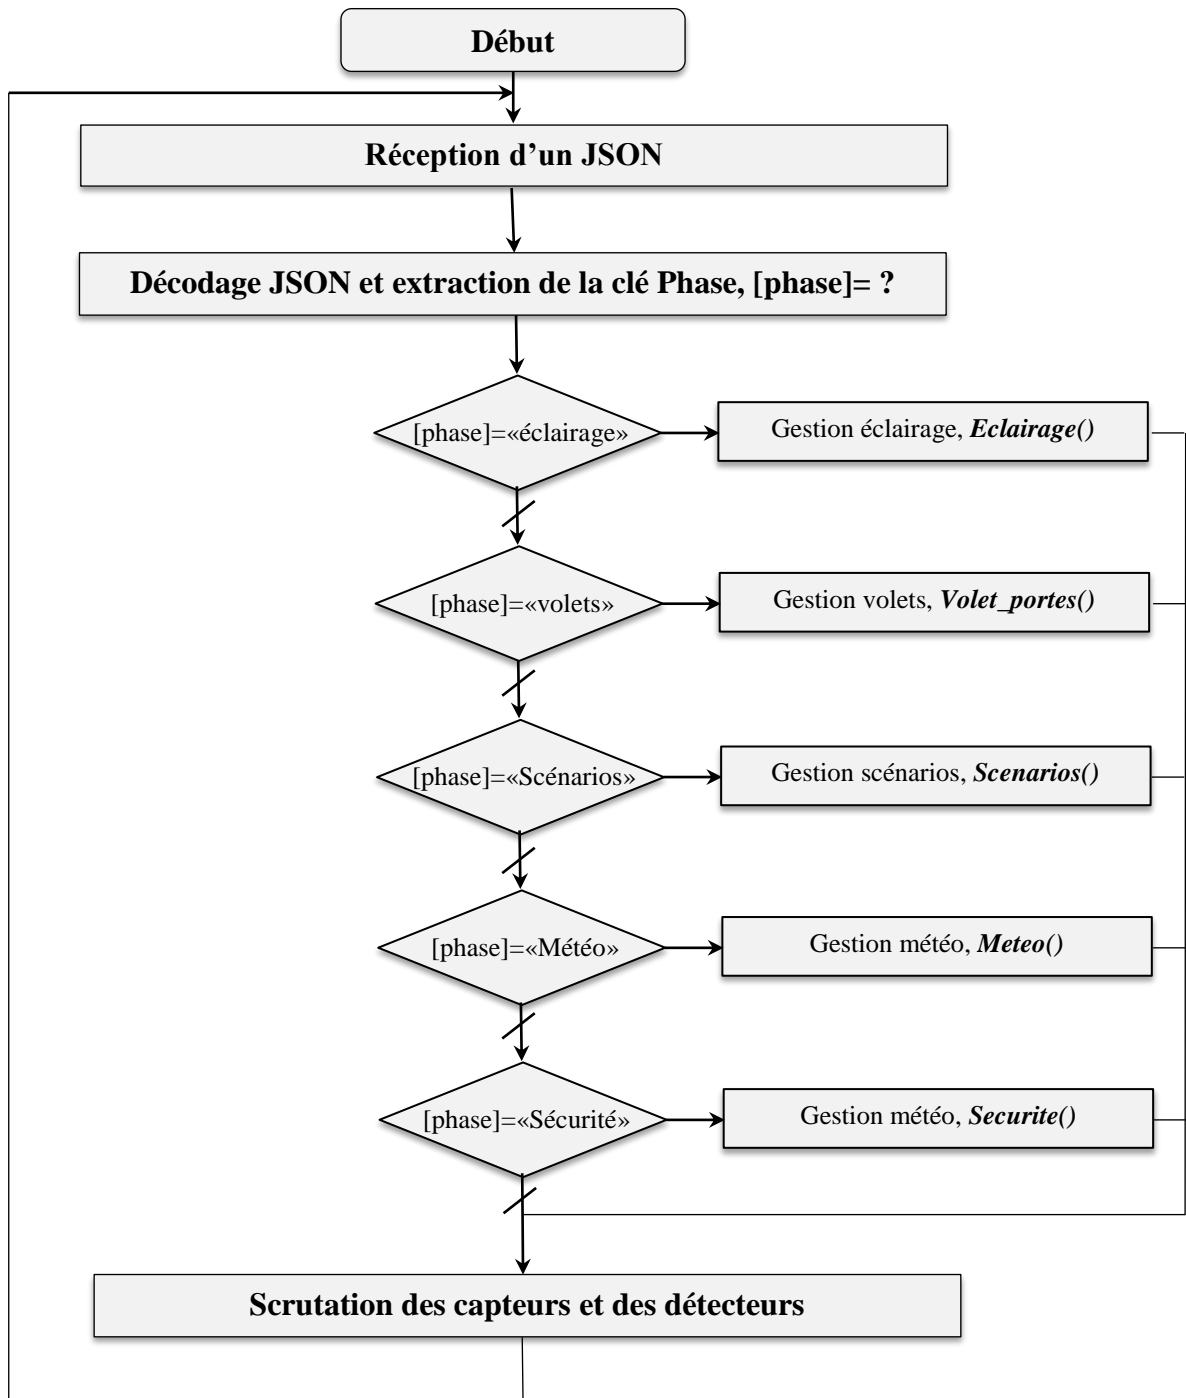 Début
Réception d’un JSON
Décodage JSON et extraction de la clé Phase, [phase]= ?
[phase]=«éclairage»
Gestion éclairage, Eclairage()
[phase]=«volets»
Gestion volets, Volet_portes()
[phase]=«Scénarios»
Gestion scénarios, Scenarios()
[phase]=«Météo»
Gestion météo, Meteo()
[phase]=«Sécurité»
Gestion météo, Securite()
Scrutation des capteurs et des détecteurs